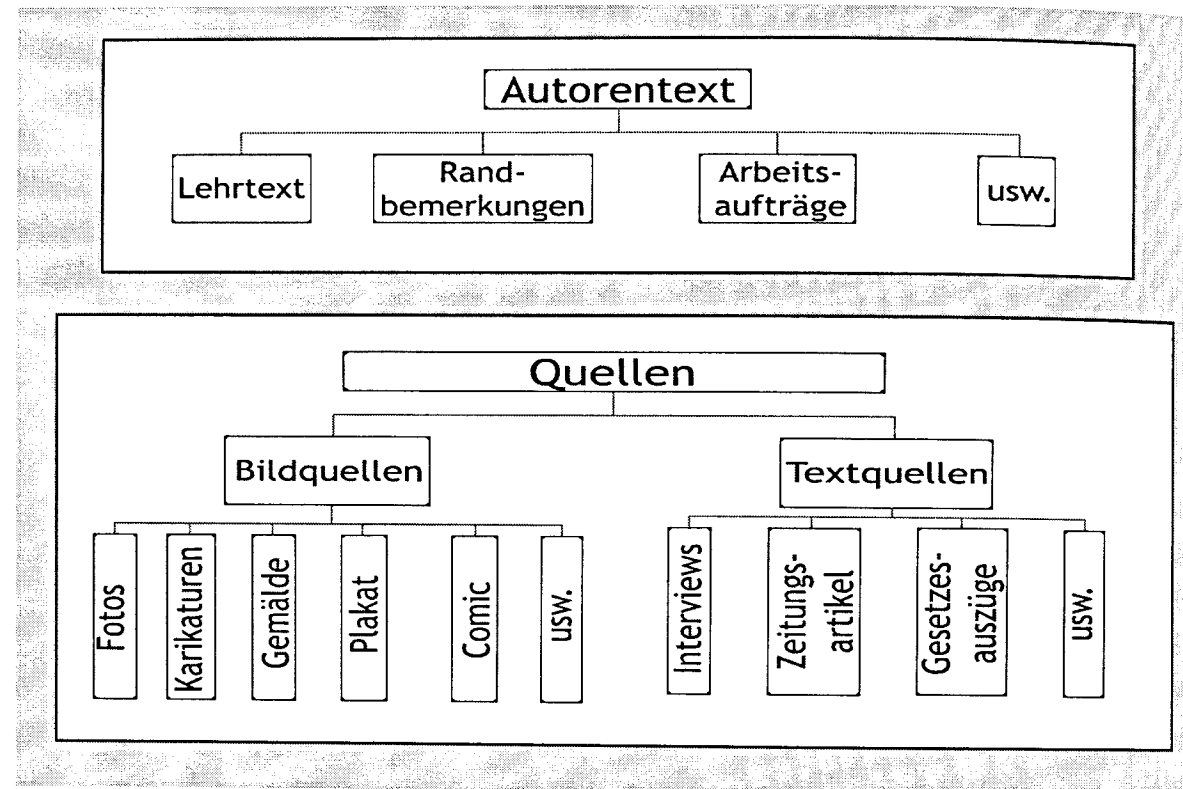 Autorentext
Lehrtext
Rand-
bemerkungen
Arbeits-
aufträge
usw.
Quellen
Bildquellen
Textquellen
Fotos
Karikaturen
Gemälde
Plakat
Comic
usw.
Interviews
Zeitungs-
artikel
Gesetzes-
auszüge
usw.